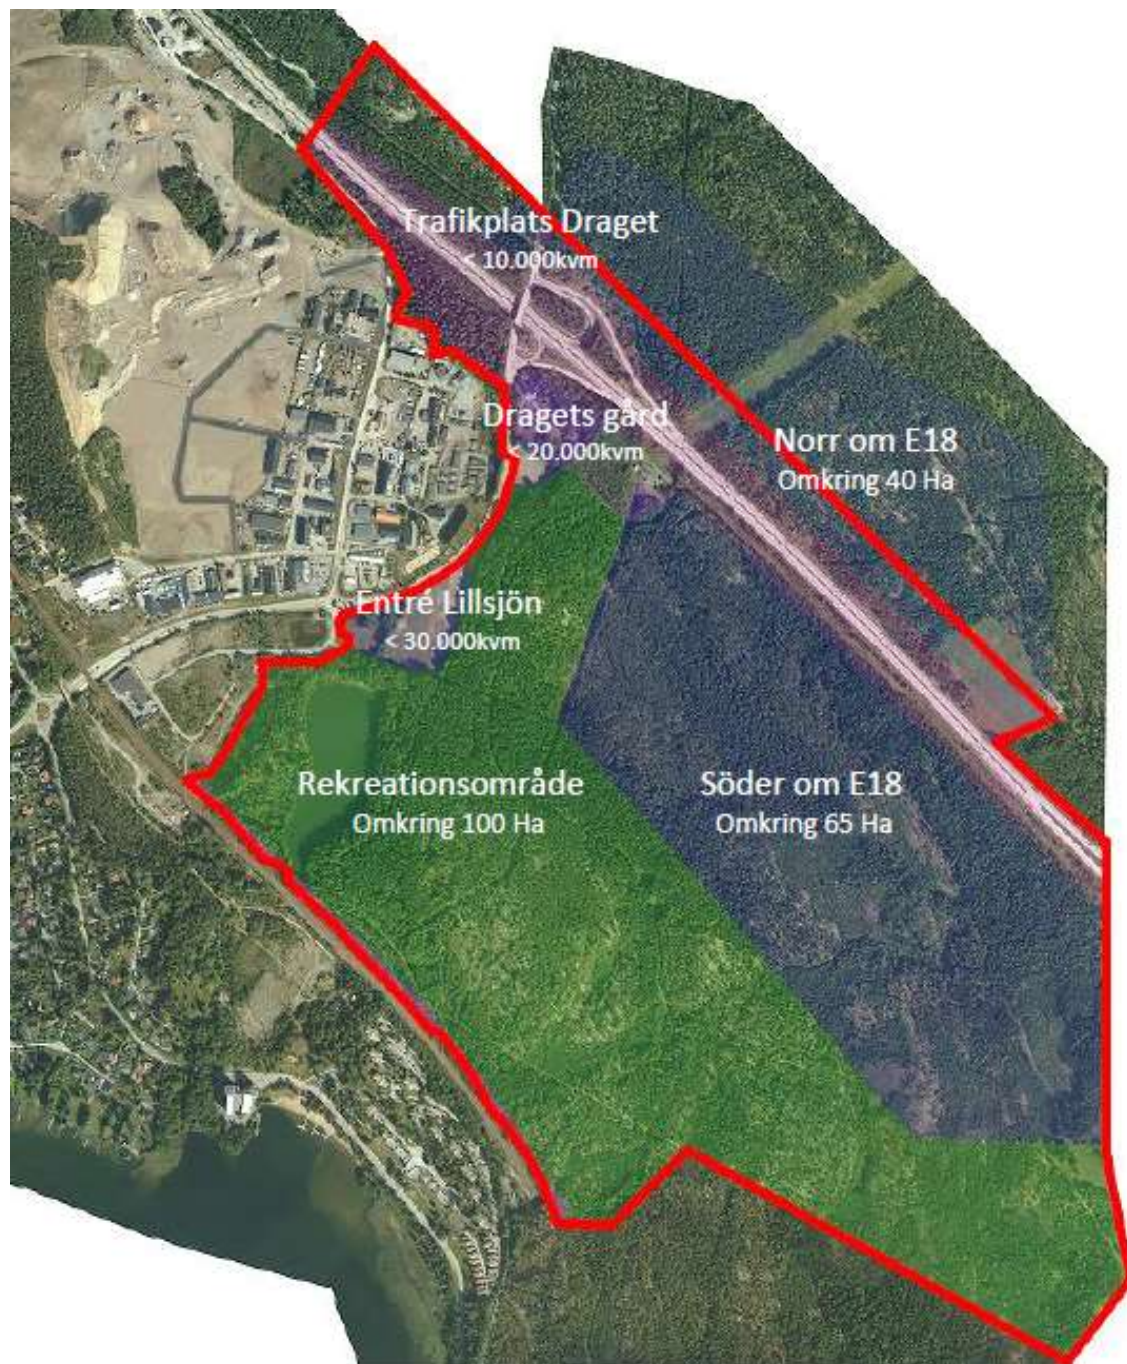 Trafikplats Draget
< 10.000kvm
Dragets gård
< 20.000kvm
Norr om E18
Omkring 40 Ha
Entré Lillsjön
< 30.000kvm
Rekreationsområde
Omkring 100 Ha
Söder om E18
Omkring 65 Ha